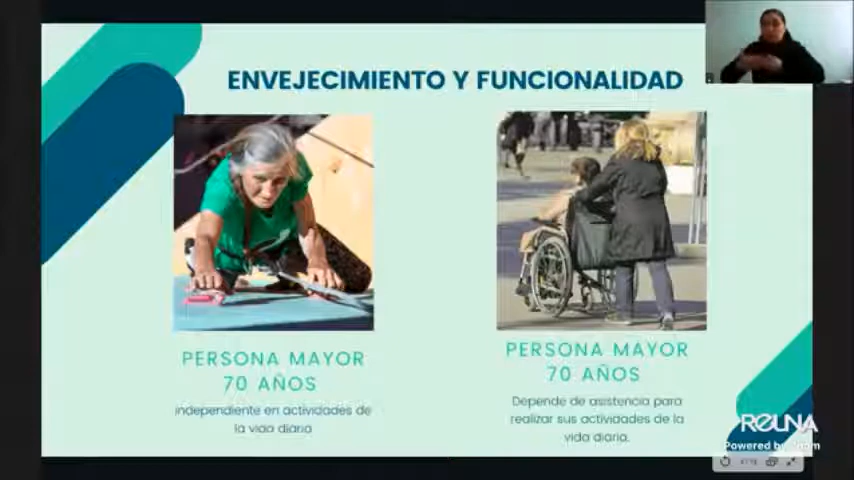 ENVEJECIMIENTO Y FUNCIONALIDAD
PERSONA MAYOR
70 AÑOS
independiente en actividades de
la vida diaria
PERSONA MAYOR
70 AÑOS
Depende de asistencia para
realizar sus actividades de la
vida diaria.
REUNA
Powered by Zoom